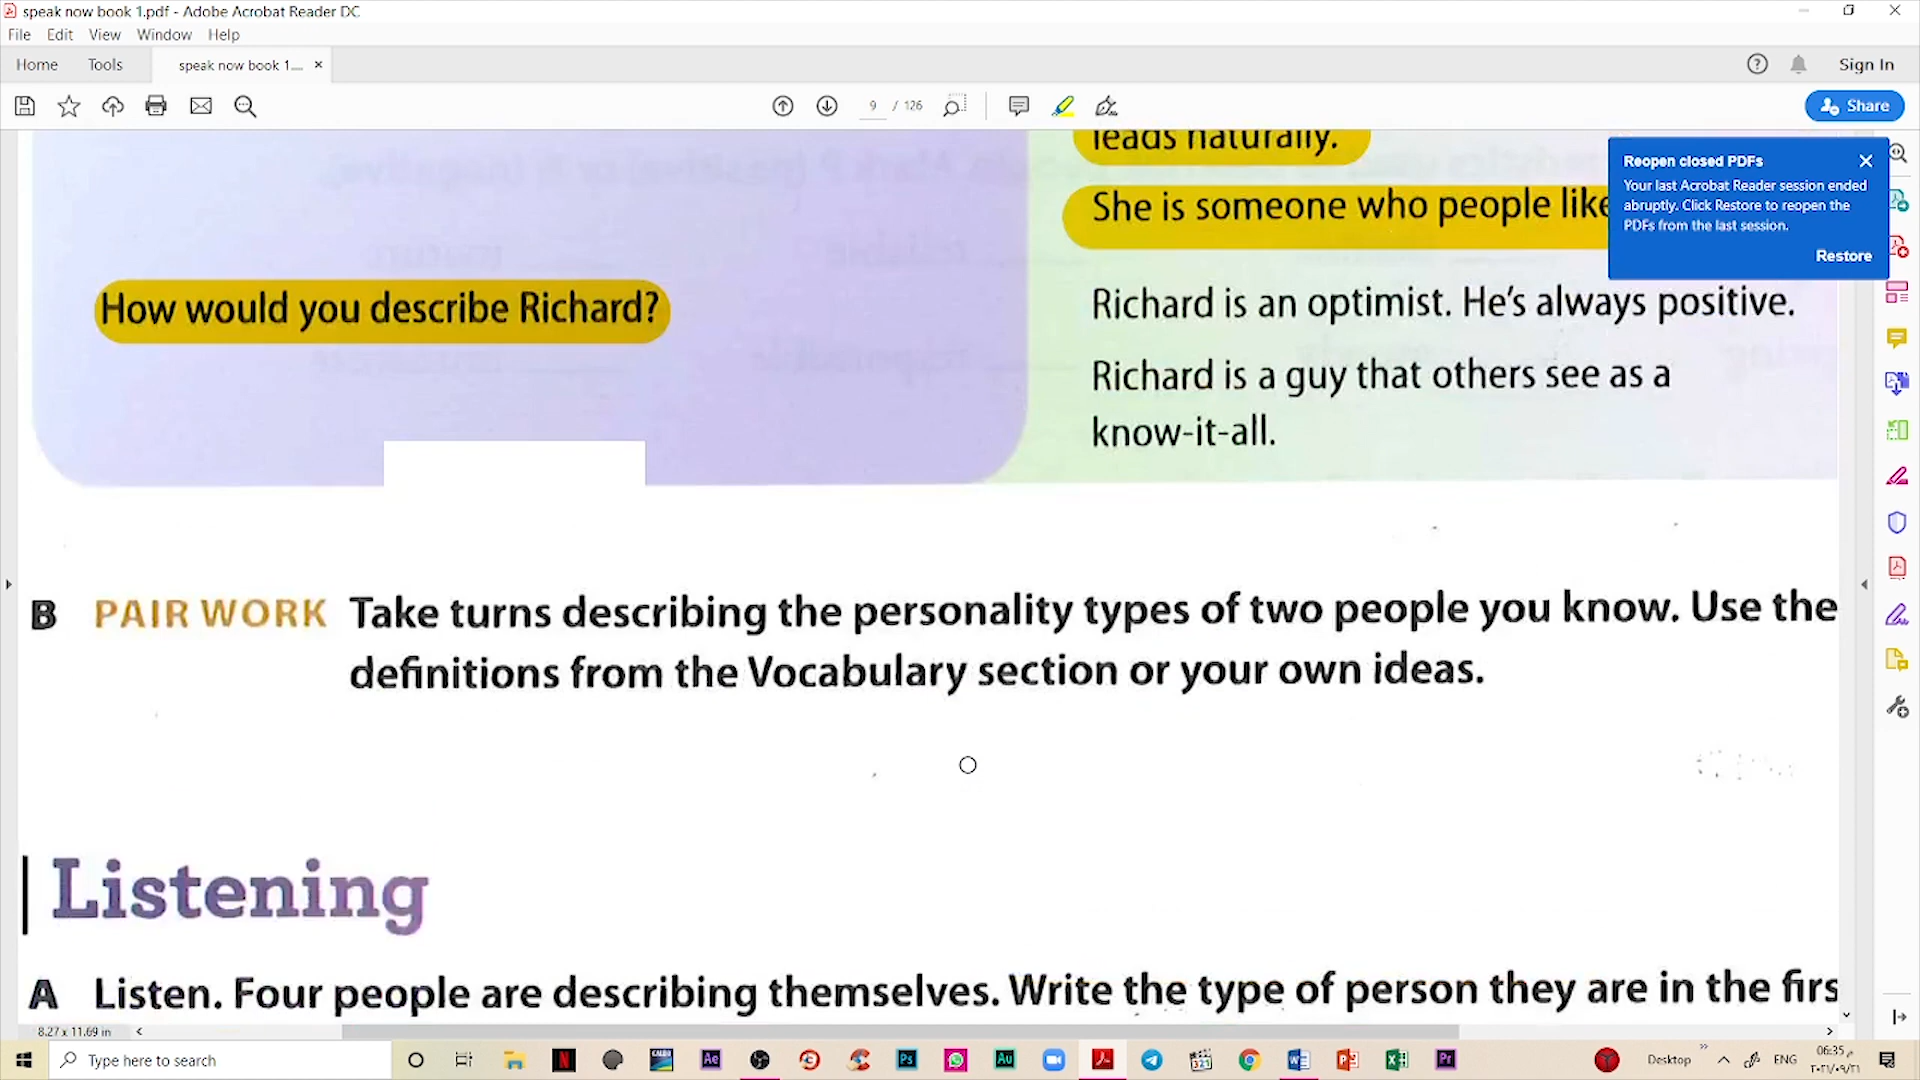 speak now book 1.pdf - Adobe Acrobat Reader DC
File Edit View Window Help
Home Tools speak now book 1... × Sign In
9 / 126 Share
leads naturally.
She is someone who people like
Reopen closed PDFs
Your last Acrobat Reader session ended
abruptly. Click Restore to reopen the
PDFs from the last session.
Restore
How would you describe Richard?
Richard is an optimist. He's always positive.
Richard is a guy that others see as a
know-it-all.
B PAIR WORK Take turns describing the personality types of two people you know. Use the
definitions from the Vocabulary section or your own ideas.
Listening
A Listen. Four people are describing themselves. Write the type of person they are in the firs
8.27 x 11.69 in
Type here to search
Desktop
ENG
06:35 م
٢٠٢١/٠٩/٢١